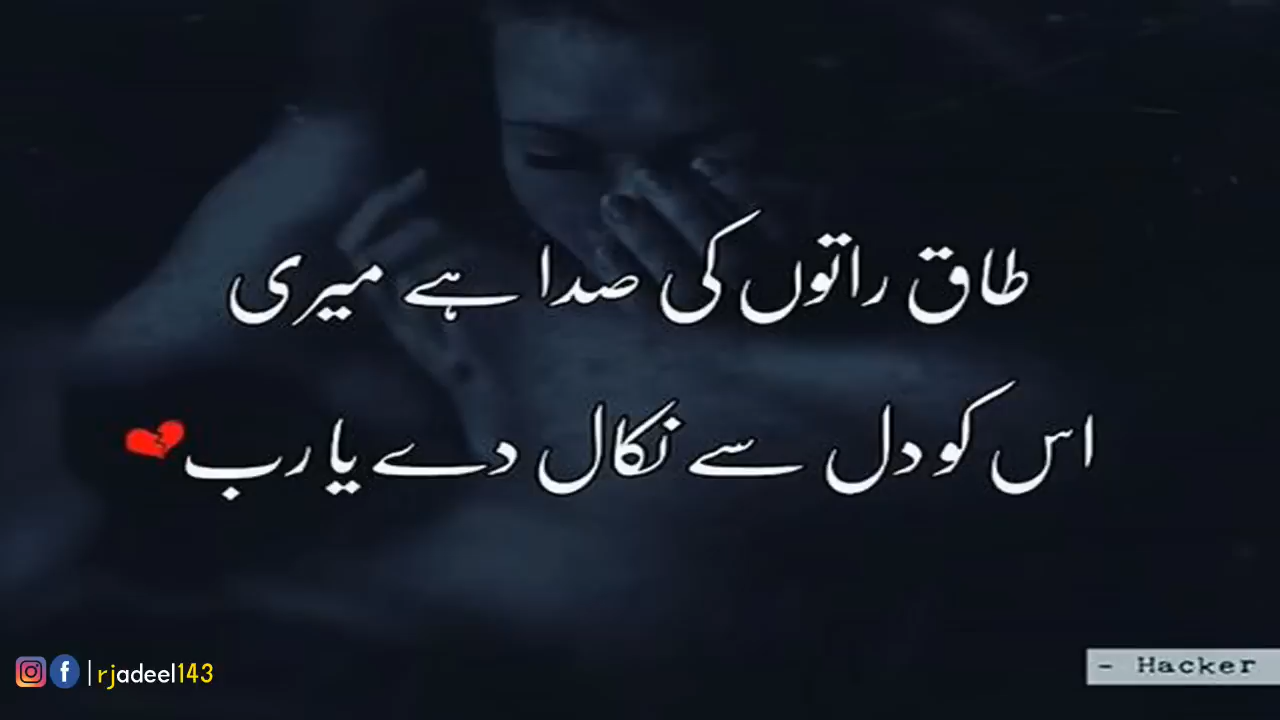 طاق راتوں کی صدا ہے میری
اس کو دل سے نکال دے یا رب💔
|rjadeel143
- Hacker